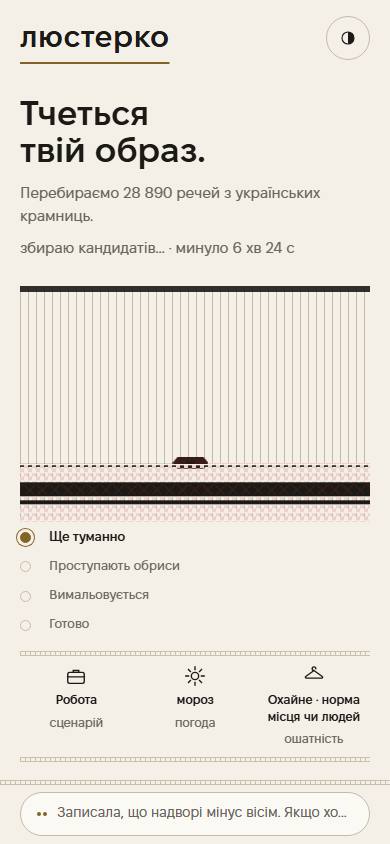 люстерко
Тчеться
твій образ.
Перебираємо 28 890 речей з українських
крамниць.
збираю кандидатів… · минуло 6 хв 24 с
Ще туманно
Проступають обриси
Вимальовується
Готово
Робота
сценарій
мороз
погода
Охайне · норма
місця чи людей
ошатність
Записала, що надворі мінус вісім. Якщо хо…